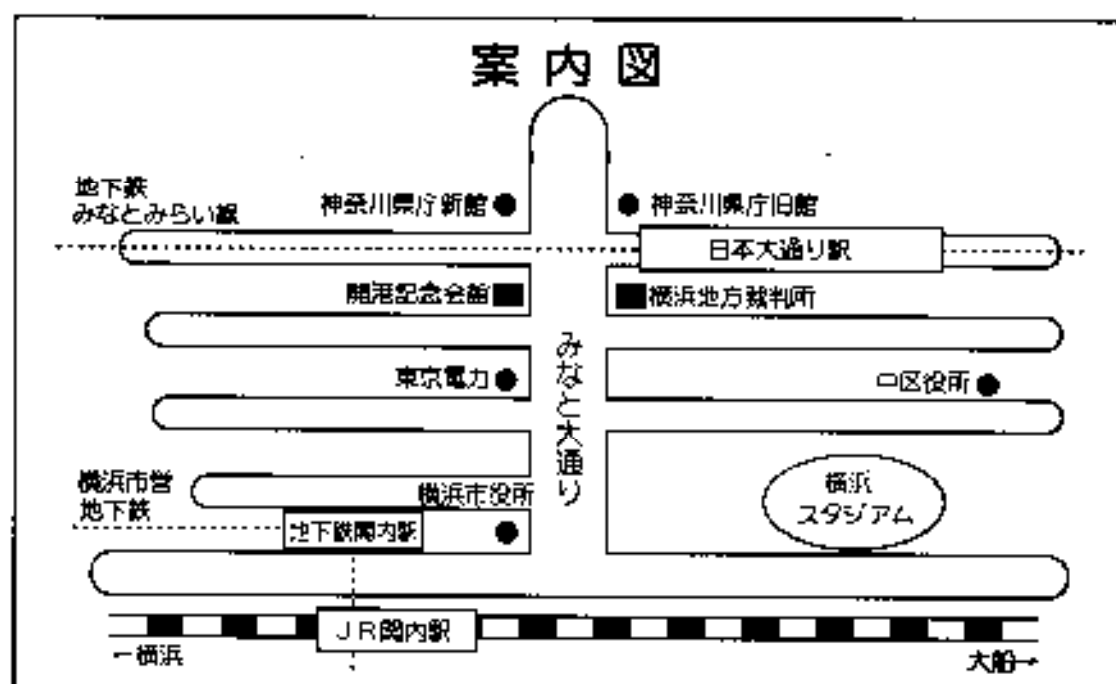 案内図
地下鉄
みなとみらい線
神奈川県庁新館
神奈川県庁旧館
日本大通り駅
開港記念会館
横浜地方裁判所
みなと大通り
東京電力
中区役所
横浜市営
地下鉄
横浜市役所
横浜
スタジアム
地下鉄関内駅
JR関内駅
←横浜
大船→